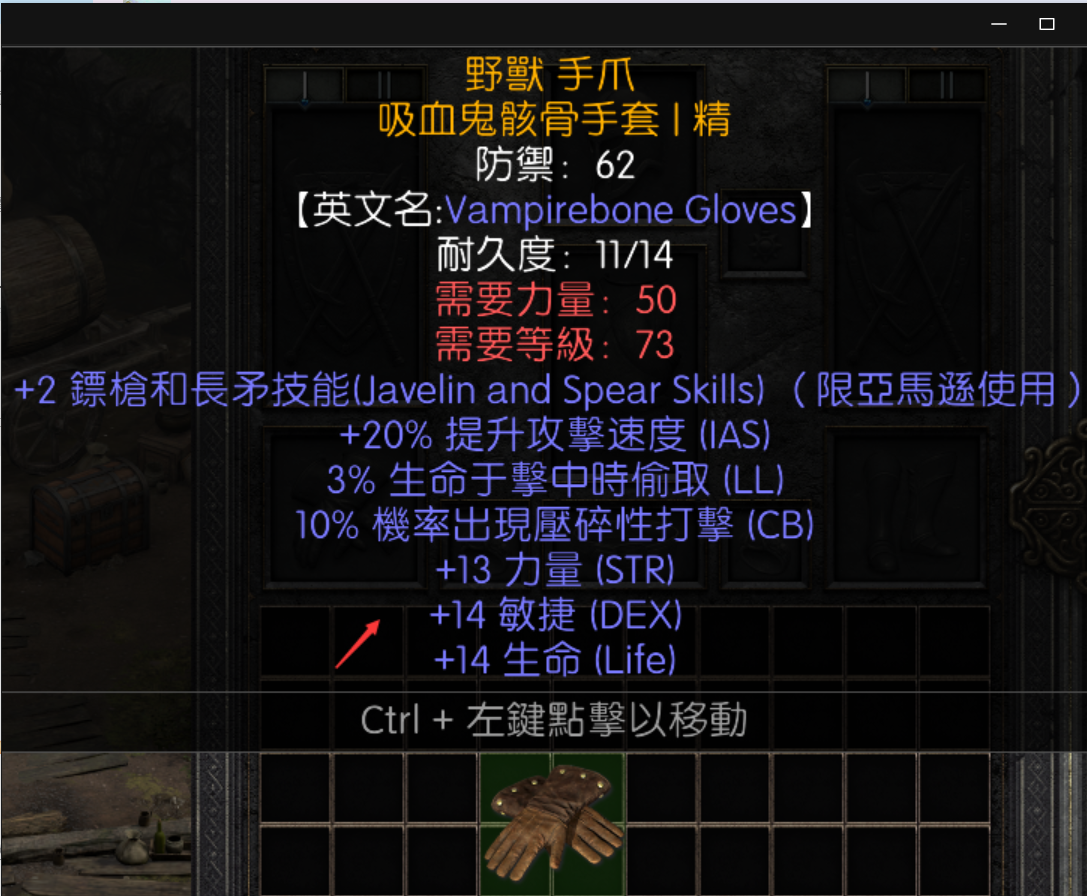 野獸 手爪
吸血鬼骸骨手套 | 精
防禦：62
【英文名:Vampirebone Gloves】
耐久度：11/14
需要力量：50
需要等級：73
+2 鏢槍和長矛技能(Javelin and Spear Skills)（限亞馬遜使用）
+20% 提升攻擊速度 (IAS)
3% 生命于擊中時偷取 (LL)
10% 機率出現壓碎性打擊 (CB)
+13 力量 (STR)
+14 敏捷 (DEX)
+14 生命 (Life)
Ctrl + 左鍵點擊以移動